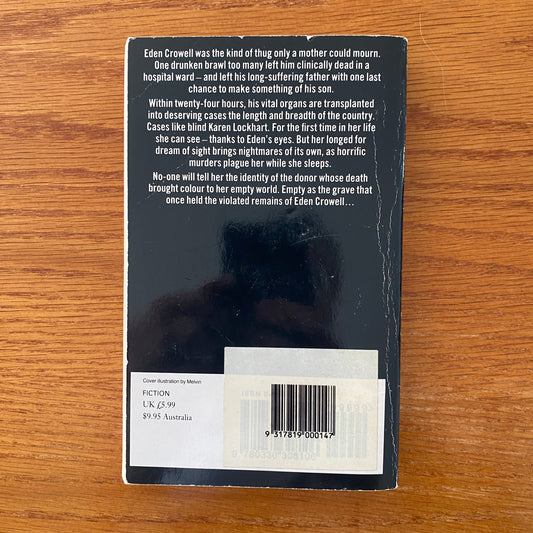 Eden Crowell was the kind of thug only a mother could mourn.
One drunken brawl too many left him clinically dead in a
hospital ward – and left his long-suffering father with one last
chance to make something of his son.
Within twenty-four hours, his vital organs are transplanted
into deserving cases the length and breadth of the country.
Cases like blind Karen Lockhart. For the first time in her life
she can see – thanks to Eden's eyes. But her longed for
dream of sight brings nightmares of its own, as horrific
murders plague her while she sleeps.
No-one will tell her the identity of the donor whose death
brought colour to her empty world. Empty as the grave that
once held the violated remains of Eden Crowell...
Cover illustration by Melvin
FICTION
UK £5.99
$9.95 Australia
ISBN
9 317819 000147
9 780330 306106